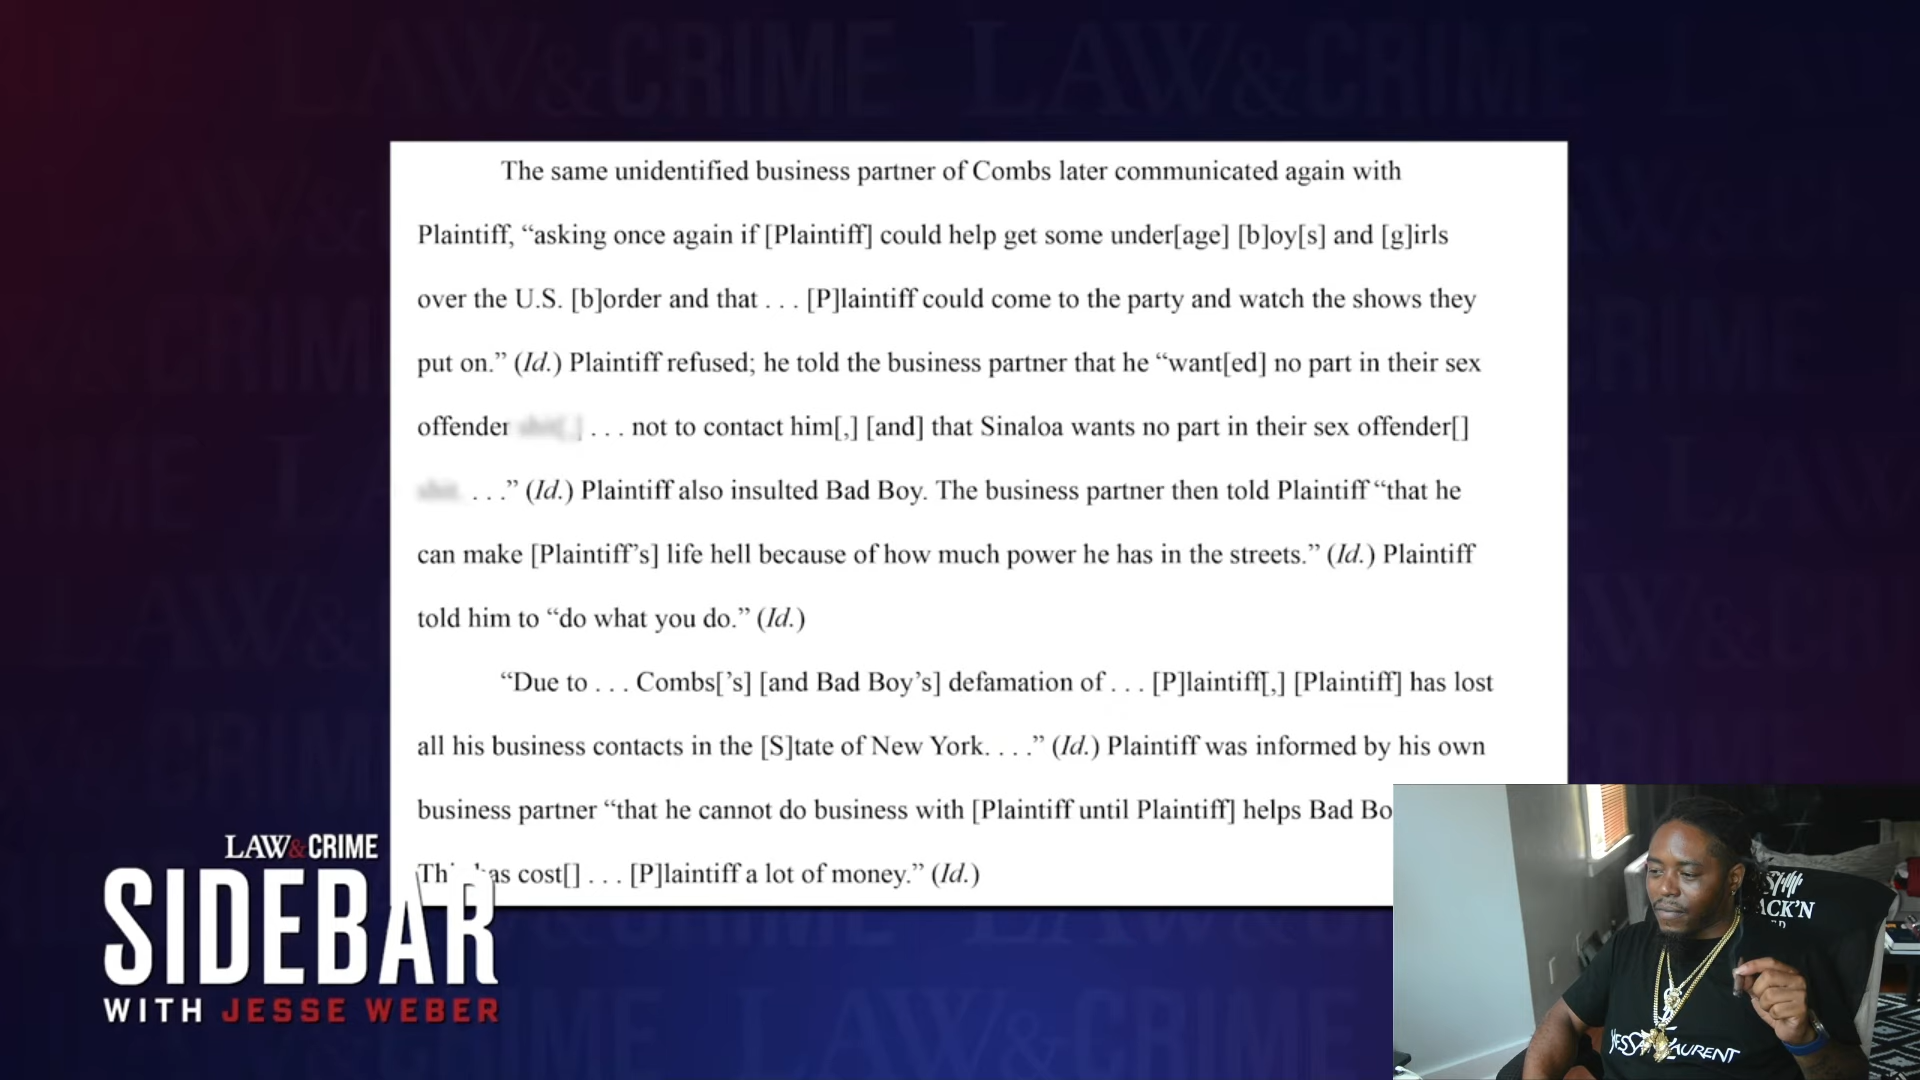 The same unidentified business partner of Combs later communicated again with
Plaintiff, “asking once again if [Plaintiff] could help get some under[age] [b]oy[s] and [g]irls
over the U.S. [b]order and that . . . [P]laintiff could come to the party and watch the shows they
put on.” (Id.) Plaintiff refused; he told the business partner that he “want[ed] no part in their sex
offender . . . not to contact him[,] [and] that Sinaloa wants no part in their sex offender[]
. . .” (Id.) Plaintiff also insulted Bad Boy. The business partner then told Plaintiff “that he
can make [Plaintiff’s] life hell because of how much power he has in the streets.” (Id.) Plaintiff
told him to “do what you do.” (Id.)
“Due to . . . Combs[’s] [and Bad Boy’s] defamation of . . . [P]laintiff[,] [Plaintiff] has lost
all his business contacts in the [S]tate of New York. . . .” (Id.) Plaintiff was informed by his own
business partner “that he cannot do business with [Plaintiff until Plaintiff] helps Bad Bo
has cost[] . . . [P]laintiff a lot of money.” (Id.)
LAW&CRIME
SIDEBAR
WITH JESSE WEBER
ACK'N
LAURENT